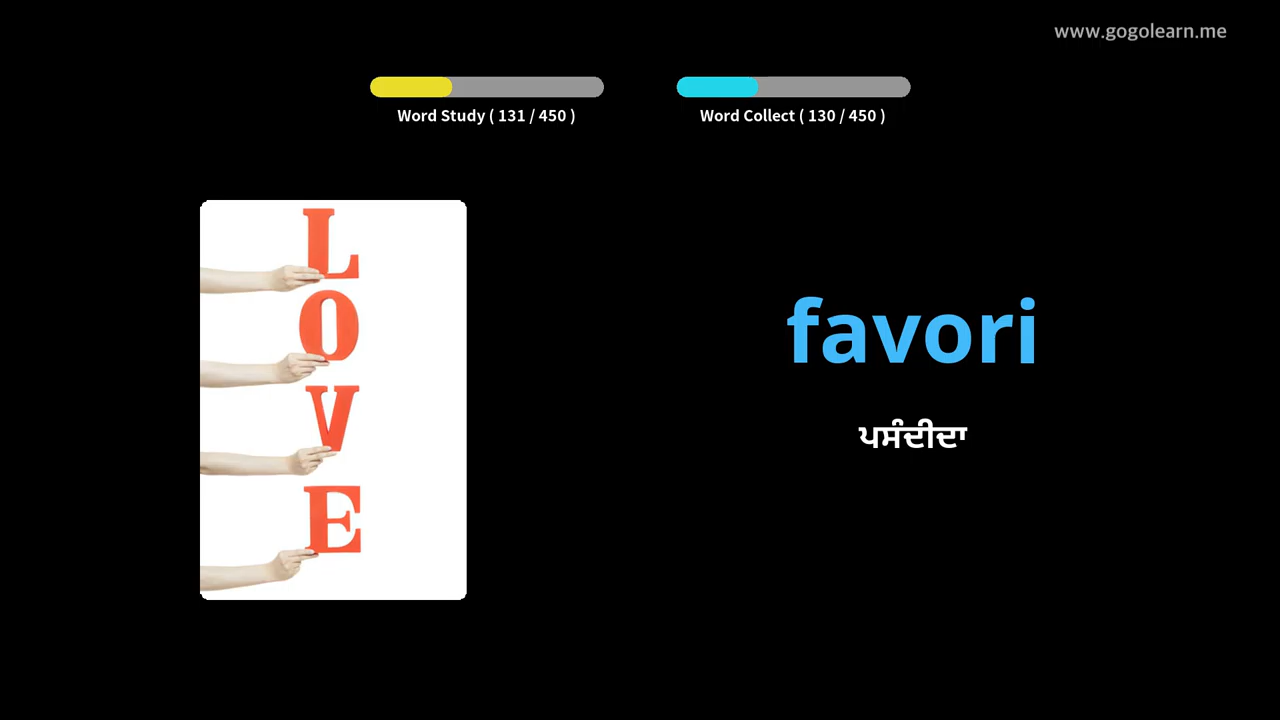 www.gogolearn.me
Word Study ( 131 / 450 )
Word Collect ( 130 / 450 )
L
O
V
E
favori
ਪਸੰਦੀਦਾ